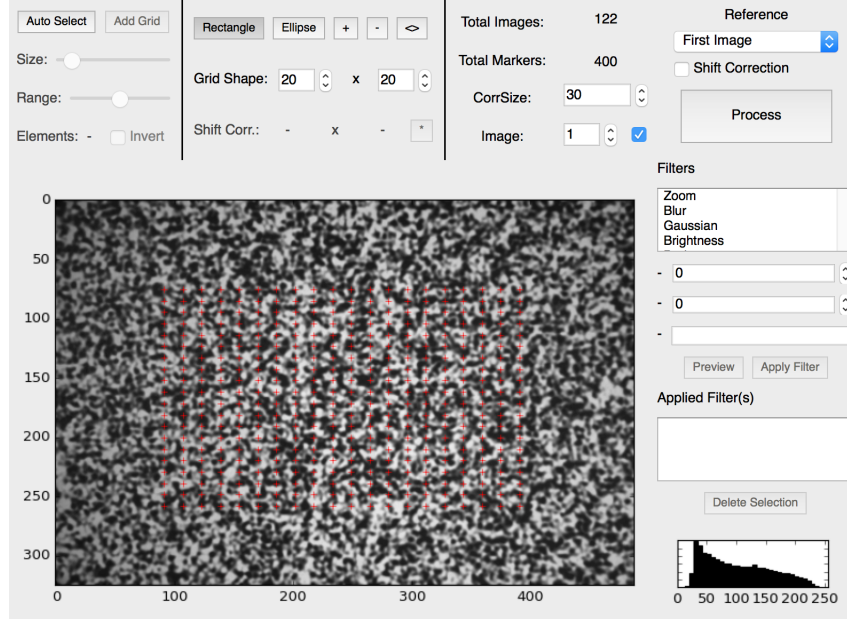 Auto Select Add Grid
Size:
Range:
Elements: - Invert
Rectangle Ellipse + - <>
Grid Shape: 20 x 20
Shift Corr.: - x - *
Total Images: 122
Total Markers: 400
CorrSize: 30
Image: 1
Reference
First Image
Shift Correction
Process
Filters
Zoom
Blur
Gaussian
Brightness
- 0
- 0
-
Preview Apply Filter
Applied Filter(s)
Delete Selection
0
50
100
150
200
250
300
0 100 200 300 400
0 50 100 150 200 250